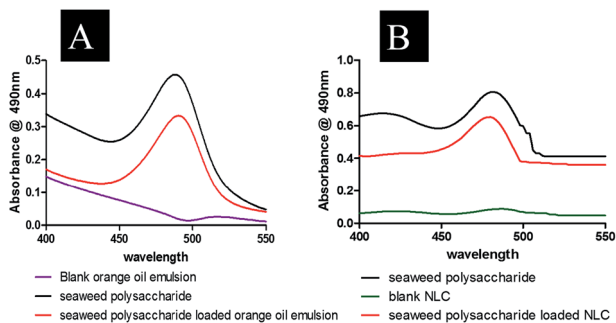 A
Absorbance @ 490nm
0.5
0.4
0.3
0.2
0.1
0.0
400
450
500
550
wavelength
Blank orange oil emulsion
seaweed polysaccharide
seaweed polysaccharide loaded orange oil emulsion
B
Absorbance @ 490nm
1.0
0.8
0.6
0.4
0.2
0.0
400
450
500
550
wavelength
seaweed polysaccharide
blank NLC
seaweed polysaccharide loaded NLC